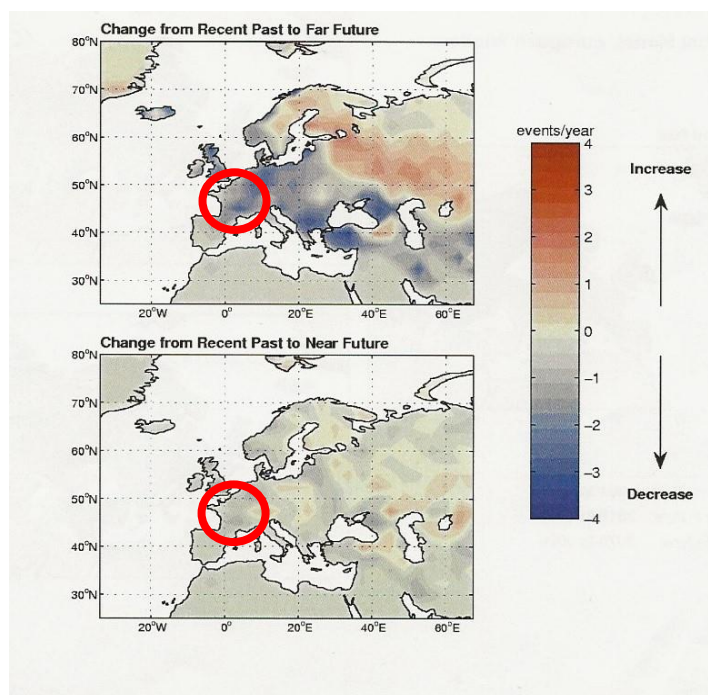 Change from Recent Past to Far Future
80°N
70°N
60°N
50°N
40°N
30°N
20°W
0°
20°E
40°E
60°E
events/year
4
3
2
1
0
−1
−2
−3
−4
Increase
Decrease
Change from Recent Past to Near Future
80°N
70°N
60°N
50°N
40°N
30°N
20°W
0°
20°E
40°E
60°E